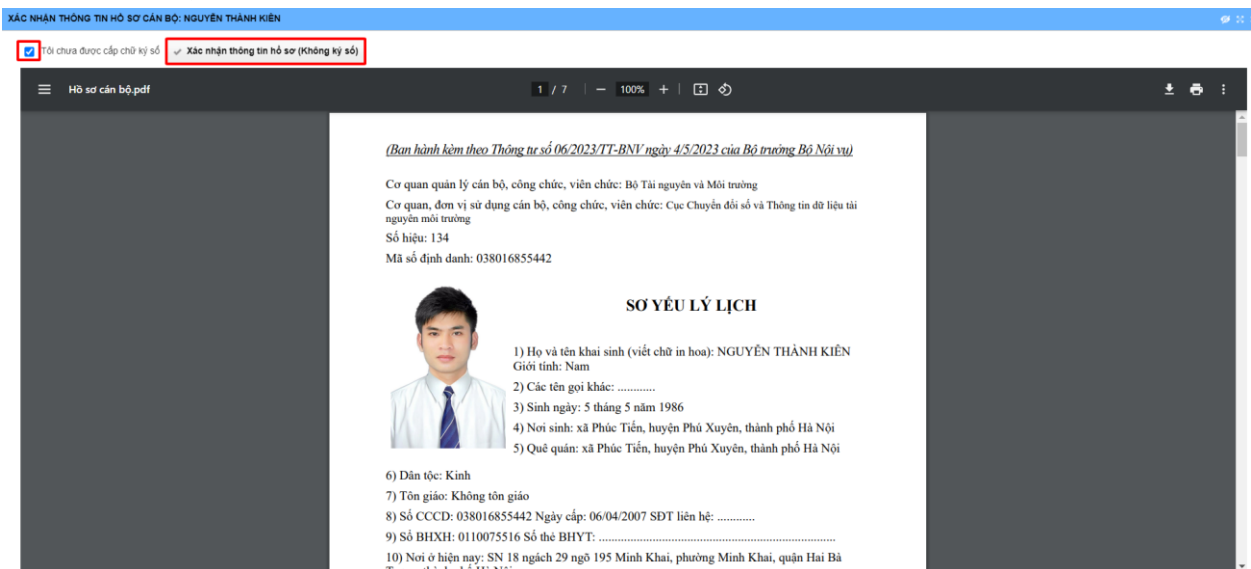 XÁC NHẬN THÔNG TIN HỒ SƠ CÁN BỘ: NGUYỄN THÀNH KIÊN
Tôi chưa được cấp chữ ký số Xác nhận thông tin hồ sơ (Không ký số)
Hồ sơ cán bộ.pdf 1 / 7 100%
(Ban hành kèm theo Thông tư số 06/2023/TT-BNV ngày 4/5/2023 của Bộ trưởng Bộ Nội vụ)
Cơ quan quản lý cán bộ, công chức, viên chức: Bộ Tài nguyên và Môi trường
Cơ quan, đơn vị sử dụng cán bộ, công chức, viên chức: Cục Chuyển đổi số và Thông tin dữ liệu tài
nguyên môi trường
Số hiệu: 134
Mã số định danh: 038016855442
SƠ YẾU LÝ LỊCH
1) Họ và tên khai sinh (viết chữ in hoa): NGUYỄN THÀNH KIÊN
Giới tính: Nam
2) Các tên gọi khác: ............
3) Sinh ngày: 5 tháng 5 năm 1986
4) Nơi sinh: xã Phúc Tiến, huyện Phú Xuyên, thành phố Hà Nội
5) Quê quán: xã Phúc Tiến, huyện Phú Xuyên, thành phố Hà Nội
6) Dân tộc: Kinh
7) Tôn giáo: Không tôn giáo
8) Số CCCD: 038016855442 Ngày cấp: 06/04/2007 SĐT liên hệ: ............
9) Số BHXH: 0110075516 Số thẻ BHYT: ........................................................................
10) Nơi ở hiện nay: SN 18 ngách 29 ngõ 195 Minh Khai, phường Minh Khai, quận Hai Bà